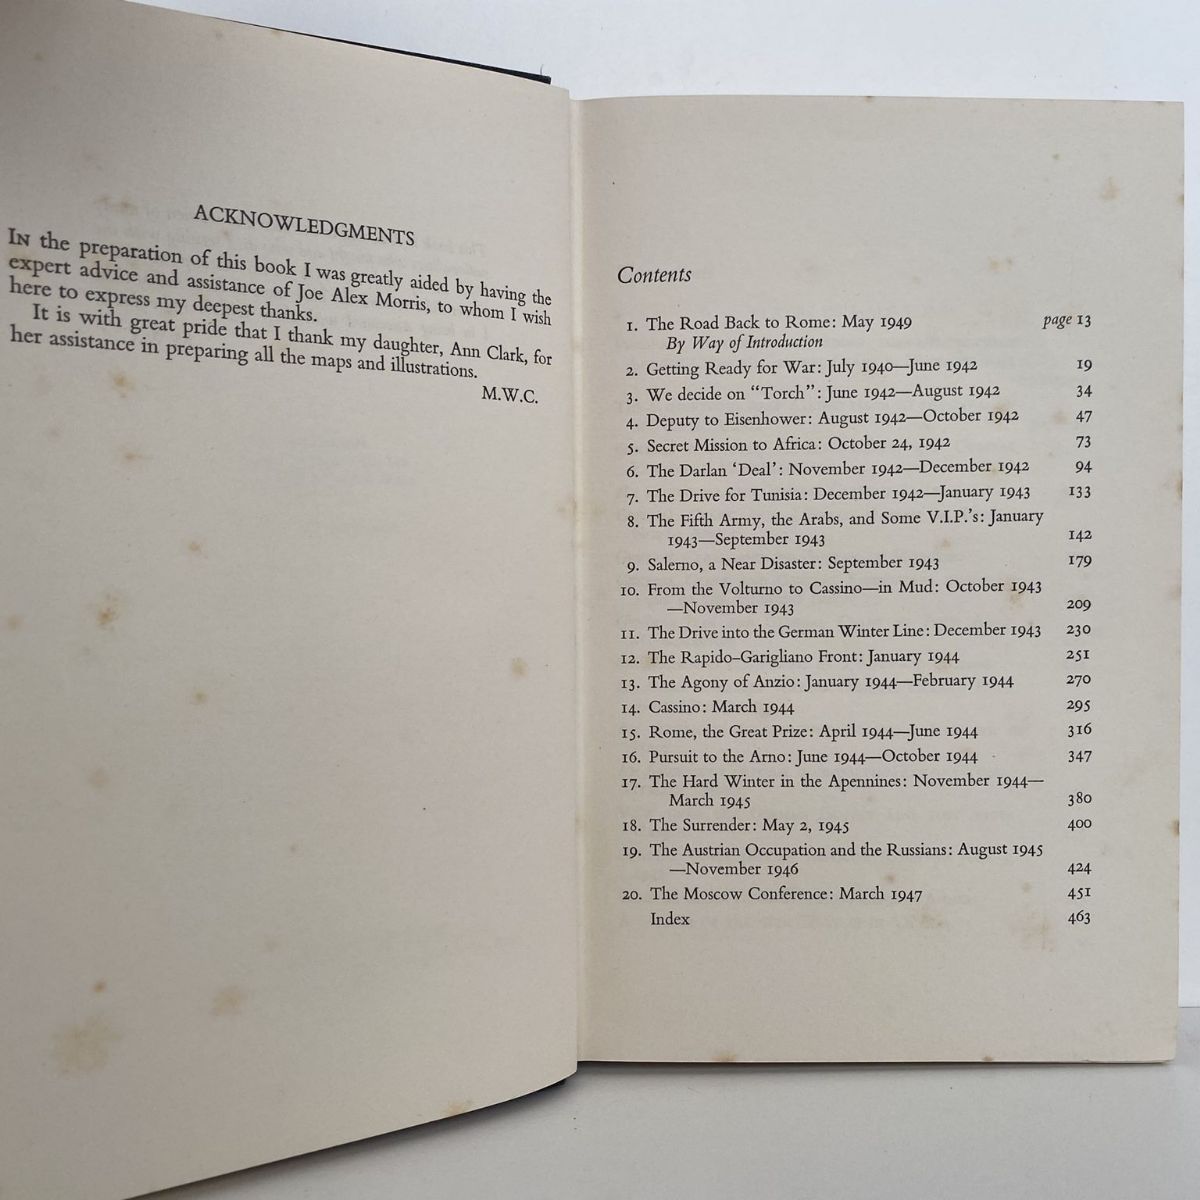 ACKNOWLEDGMENTS
IN the preparation of this book I was greatly aided by having the
expert advice and assistance of Joe Alex Morris, to whom I wish
here to express my deepest thanks.
It is with great pride that I thank my daughter, Ann Clark, for
her assistance in preparing all the maps and illustrations.
M.W.C.
Contents
1. The Road Back to Rome: May 1949 page 13
By Way of Introduction
2. Getting Ready for War: July 1940—June 1942 19
3. We decide on "Torch": June 1942—August 1942 34
4. Deputy to Eisenhower: August 1942—October 1942 47
5. Secret Mission to Africa: October 24, 1942 73
6. The Darlan 'Deal': November 1942—December 1942 94
7. The Drive for Tunisia: December 1942—January 1943 133
8. The Fifth Army, the Arabs, and Some V.I.P.'s: January
1943—September 1943 142
9. Salerno, a Near Disaster: September 1943 179
10. From the Volturno to Cassino—in Mud: October 1943
—November 1943 209
11. The Drive into the German Winter Line: December 1943 230
12. The Rapido–Garigliano Front: January 1944 251
13. The Agony of Anzio: January 1944—February 1944 270
14. Cassino: March 1944 295
15. Rome, the Great Prize: April 1944—June 1944 316
16. Pursuit to the Arno: June 1944—October 1944 347
17. The Hard Winter in the Apennines: November 1944—
March 1945 380
18. The Surrender: May 2, 1945 400
19. The Austrian Occupation and the Russians: August 1945
—November 1946 424
20. The Moscow Conference: March 1947 451
Index 463